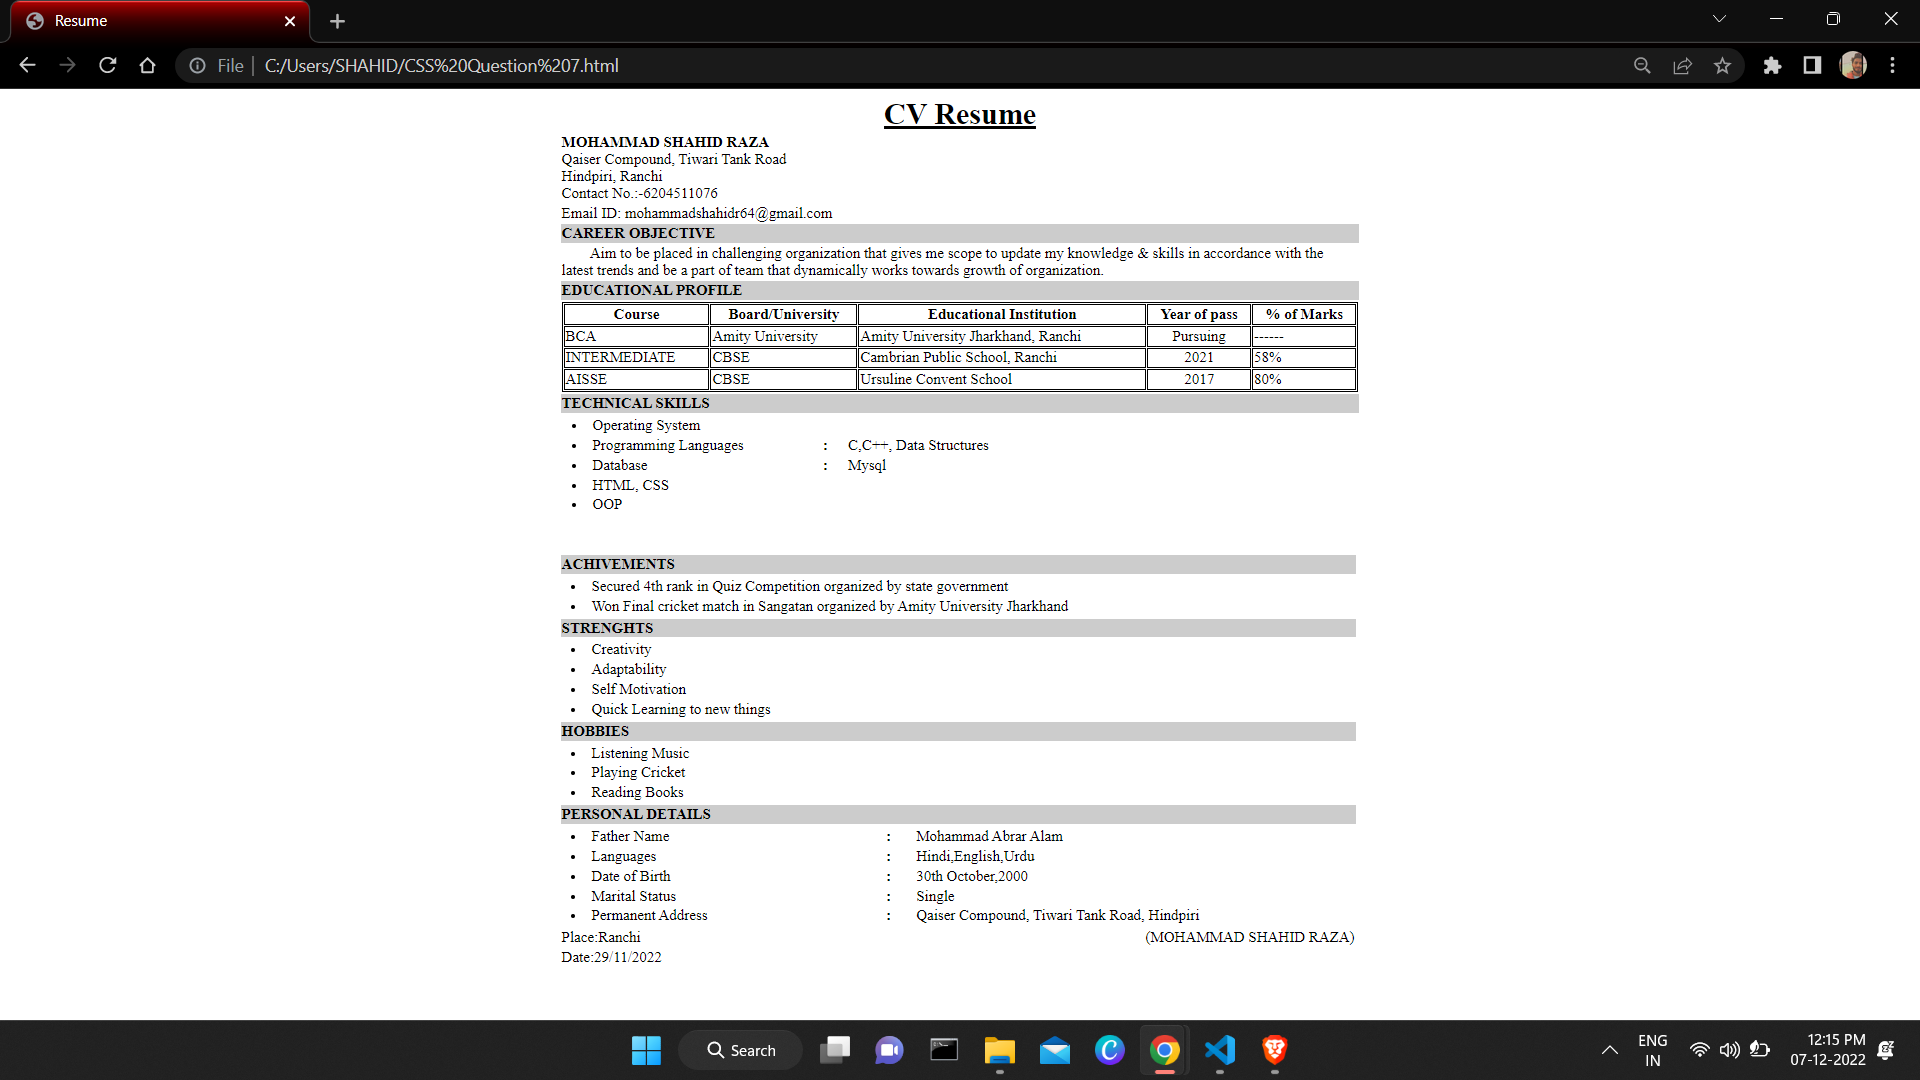 Resume
File C:/Users/SHAHID/CSS%20Question%207.html
CV Resume
MOHAMMAD SHAHID RAZA
Qaiser Compound, Tiwari Tank Road
Hindpiri, Ranchi
Contact No.:-6204511076
Email ID: mohammadshahidr64@gmail.com
CAREER OBJECTIVE
Aim to be placed in challenging organization that gives me scope to update my knowledge & skills in accordance with the
latest trends and be a part of team that dynamically works towards growth of organization.
EDUCATIONAL PROFILE
Course Board/University Educational Institution Year of pass % of Marks
BCA Amity University Amity University Jharkhand, Ranchi Pursuing ------
INTERMEDIATE CBSE Cambrian Public School, Ranchi 2021 58%
AISSE CBSE Ursuline Convent School 2017 80%
TECHNICAL SKILLS
• Operating System
• Programming Languages : C,C++, Data Structures
• Database : Mysql
• HTML, CSS
• OOP
ACHIVEMENTS
• Secured 4th rank in Quiz Competition organized by state government
• Won Final cricket match in Sangatan organized by Amity University Jharkhand
STRENGHTS
• Creativity
• Adaptability
• Self Motivation
• Quick Learning to new things
HOBBIES
• Listening Music
• Playing Cricket
• Reading Books
PERSONAL DETAILS
• Father Name : Mohammad Abrar Alam
• Languages : Hindi,English,Urdu
• Date of Birth : 30th October,2000
• Marital Status : Single
• Permanent Address : Qaiser Compound, Tiwari Tank Road, Hindpiri
Place:Ranchi (MOHAMMAD SHAHID RAZA)
Date:29/11/2022
Search
ENG
IN
12:15 PM
07-12-2022